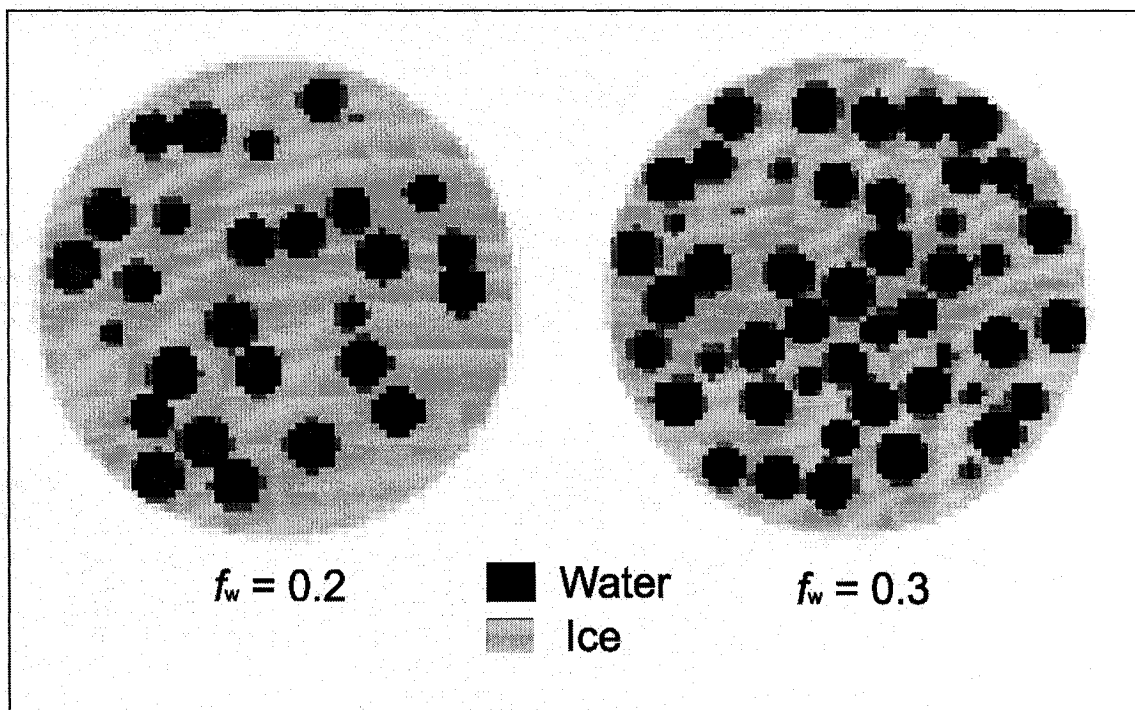 f_w = 0.2
Water
f_w = 0.3
Ice